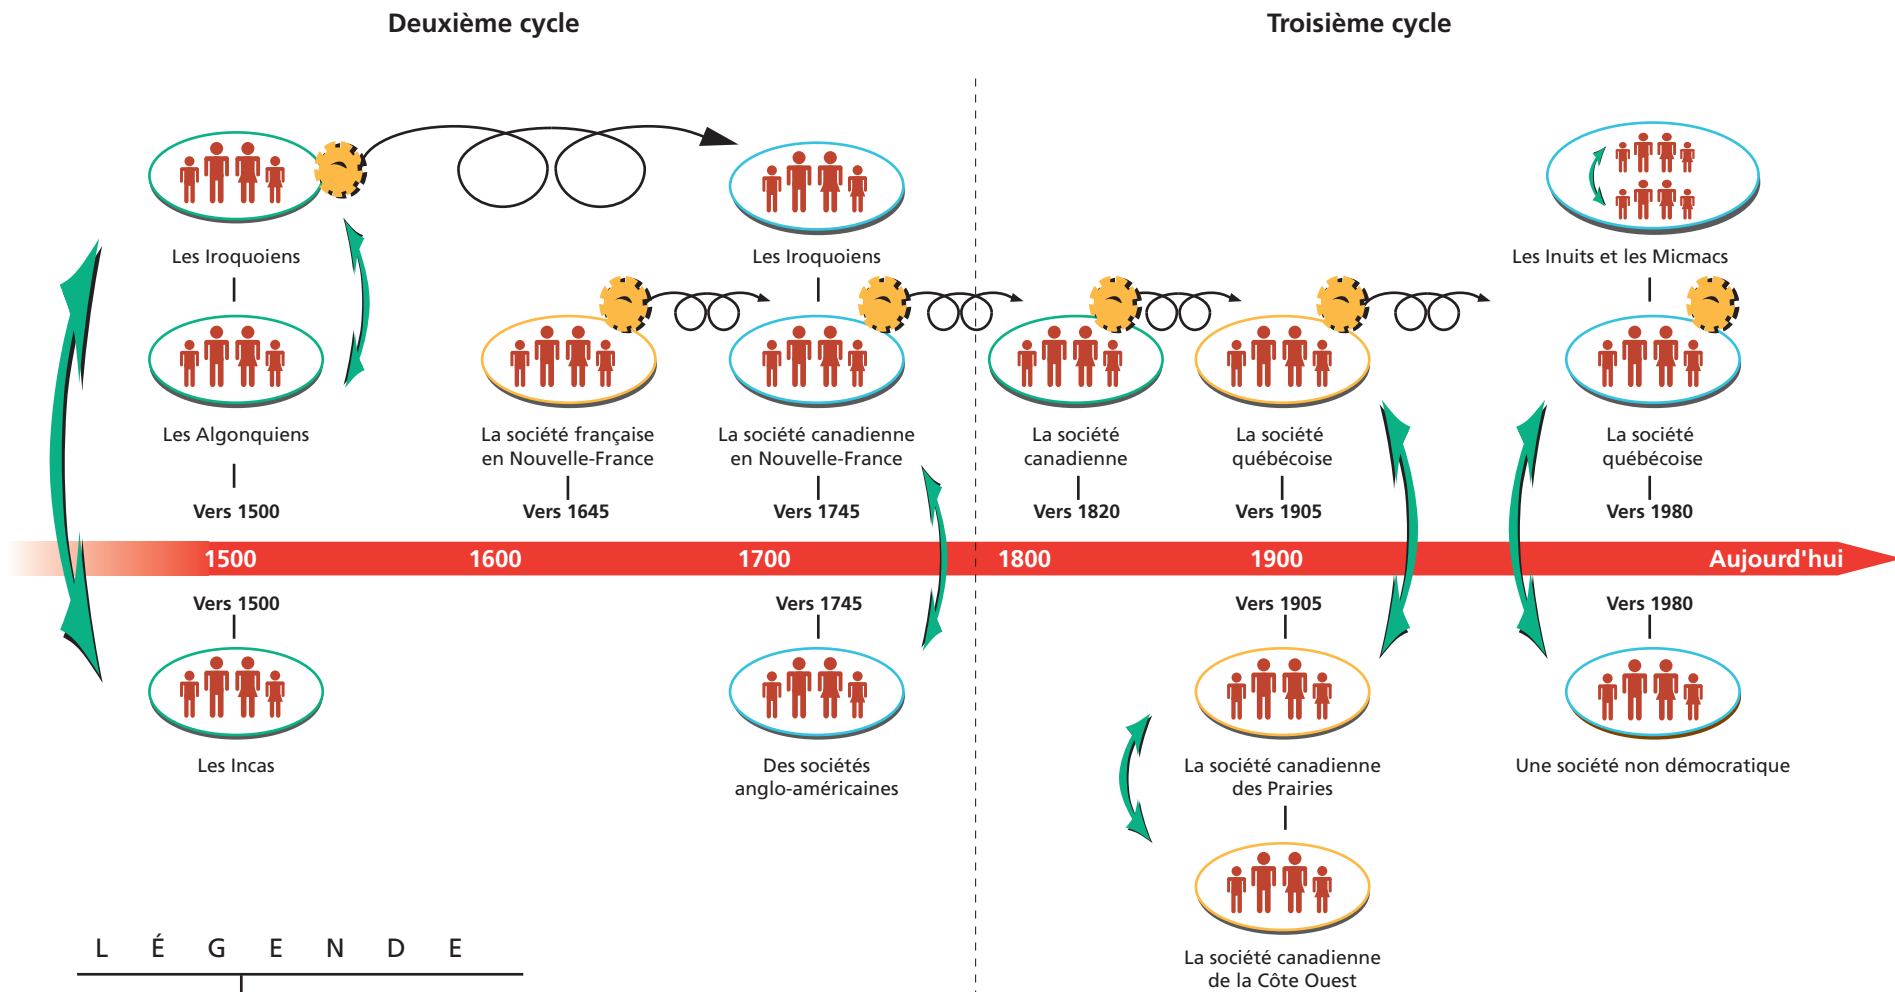 Deuxième cycle
Troisième cycle
Les Iroquoiens
Les Iroquoiens
Les Inuits et les Micmacs
Les Algonquiens
La société française
en Nouvelle-France
La société canadienne
en Nouvelle-France
La société
canadienne
La société
québécoise
La société
québécoise
Vers 1500
Vers 1645
Vers 1745
Vers 1820
Vers 1905
Vers 1980
1500
1600
1700
1800
1900
Aujourd'hui
Vers 1500
Vers 1745
Vers 1905
Vers 1980
Les Incas
Des sociétés
anglo-américaines
La société canadienne
des Prairies
Une société non démocratique
La société canadienne
de la Côte Ouest
LÉGENDE